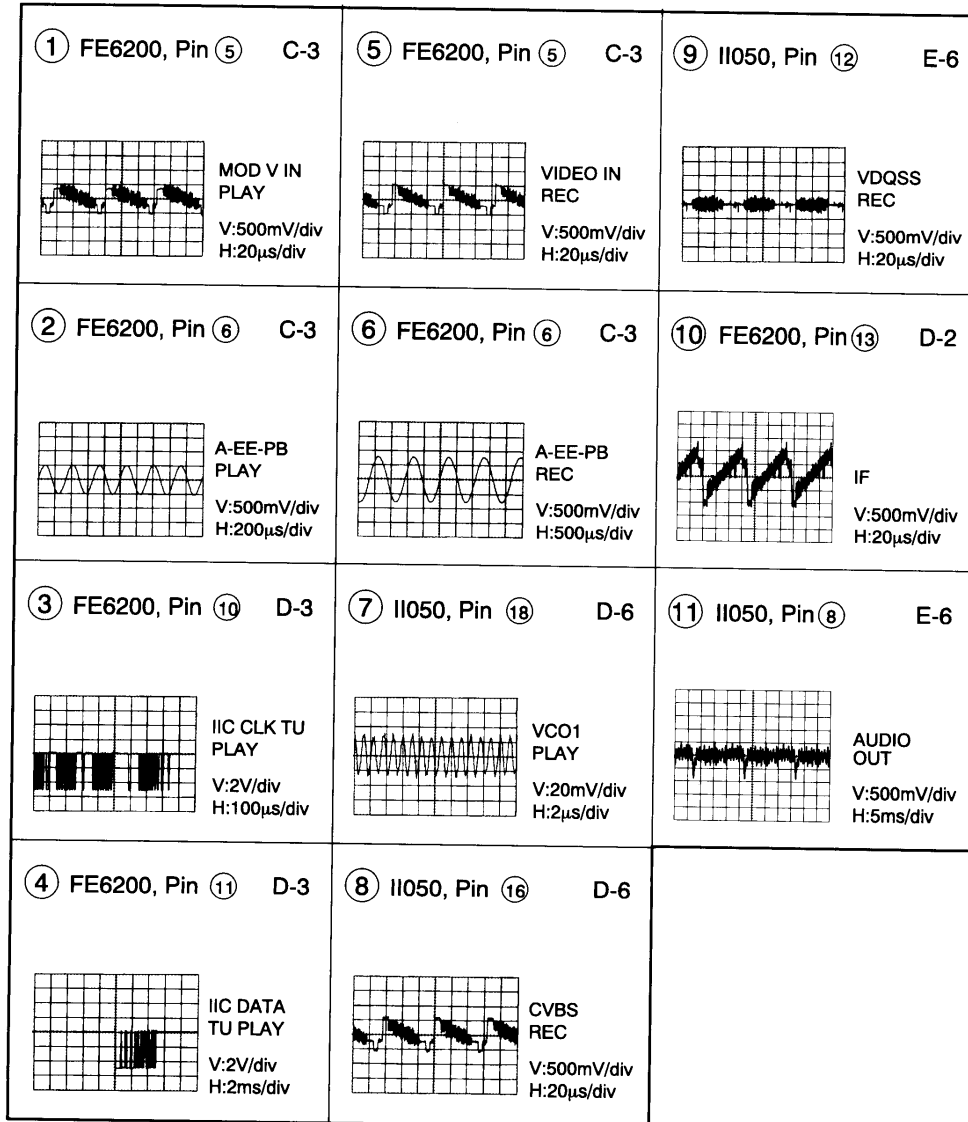 ① FE6200, Pin ⑤ C-3
MOD V IN
PLAY
V:500mV/div
H:20µs/div
② FE6200, Pin ⑥ C-3
A-EE-PB
PLAY
V:500mV/div
H:200µs/div
③ FE6200, Pin ⑩ D-3
IIC CLK TU
PLAY
V:2V/div
H:100µs/div
④ FE6200, Pin ⑪ D-3
IIC DATA
TU PLAY
V:2V/div
H:2ms/div
⑤ FE6200, Pin ⑤ C-3
VIDEO IN
REC
V:500mV/div
H:20µs/div
⑥ FE6200, Pin ⑥ C-3
A-EE-PB
REC
V:500mV/div
H:500µs/div
⑦ II050, Pin ⑱ D-6
VCO1
PLAY
V:20mV/div
H:2µs/div
⑧ II050, Pin ⑯ D-6
CVBS
REC
V:500mV/div
H:20µs/div
⑨ II050, Pin ⑫ E-6
VDQSS
REC
V:500mV/div
H:20µs/div
⑩ FE6200, Pin ⑬ D-2
IF
V:500mV/div
H:20µs/div
⑪ II050, Pin ⑧ E-6
AUDIO
OUT
V:500mV/div
H:5ms/div